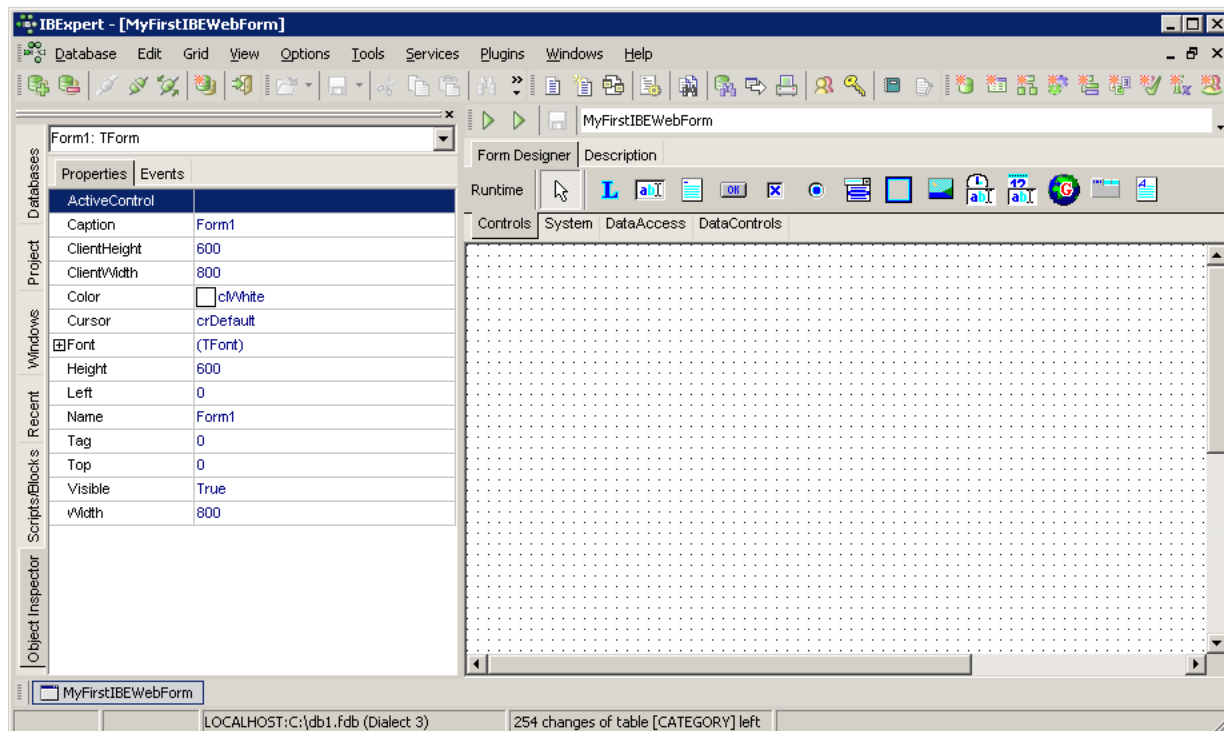 IBExpert - [MyFirstIBEWebForm]
Database Edit Grid View Options Tools Services Plugins Windows Help
MyFirstIBEWebForm
Form1: TForm
Form Designer Description
Properties Events
Runtime
Controls System DataAccess DataControls
ActiveControl
Caption Form1
ClientHeight 600
ClientWidth 800
Color clWhite
Cursor crDefault
Font (TFont)
Height 600
Left 0
Name Form1
Tag 0
Top 0
Visible True
Width 800
Databases
Project
Windows
Recent
Scripts/Blocks
Object Inspector
MyFirstIBEWebForm
LOCALHOST:C:\db1.fdb (Dialect 3) 254 changes of table [CATEGORY] left